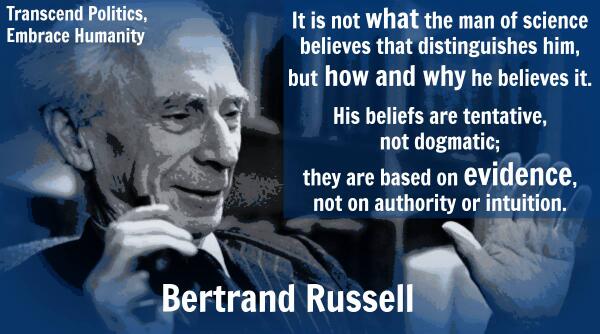 Transcend Politics,
Embrace Humanity
It is not what the man of science
believes that distinguishes him,
but how and why he believes it.
His beliefs are tentative,
not dogmatic;
they are based on evidence,
not on authority or intuition.
Bertrand Russell